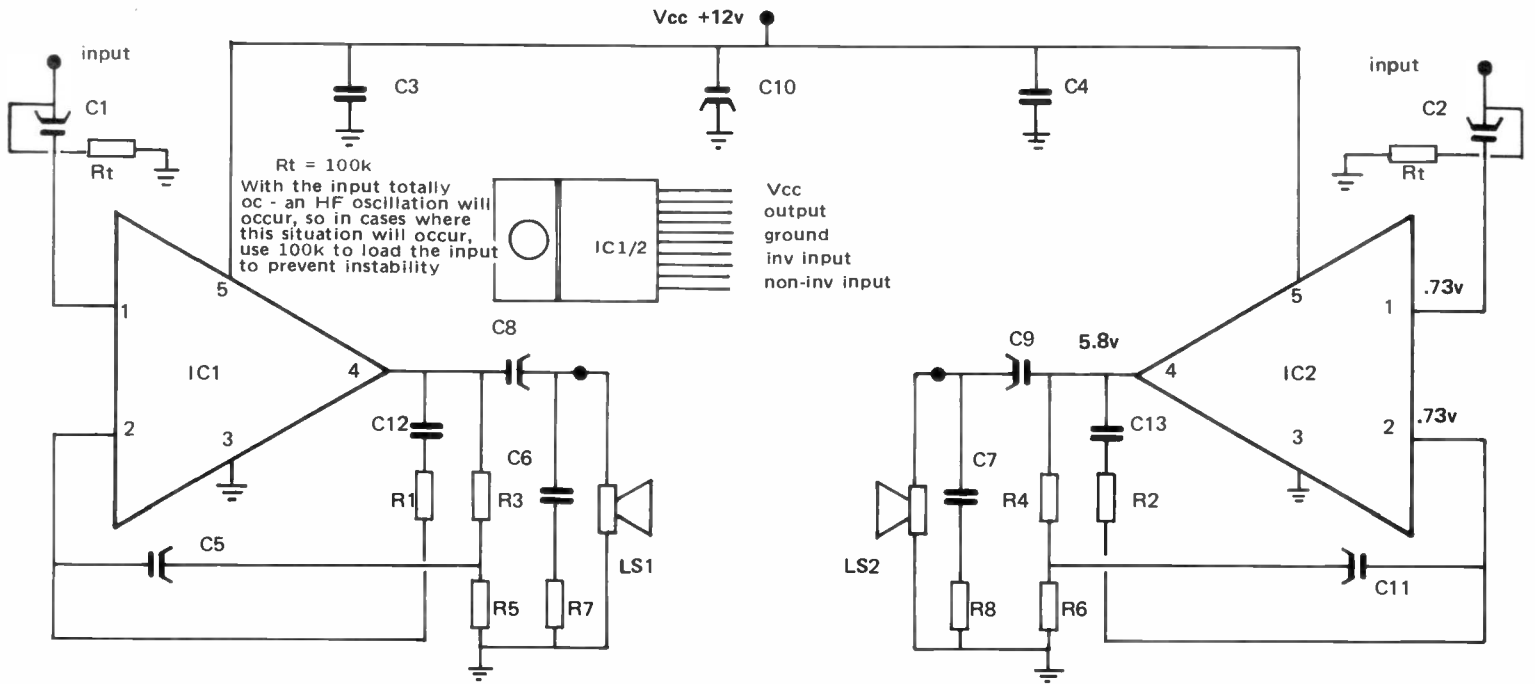 Vcc +12v
input
input
C1
C3
C10
C4
C2
Rt
Rt
Rt = 100k
With the input totally
oc - an HF oscillation will
occur, so in cases where
this situation will occur,
use 100k to load the input
to prevent instability
IC1/2
Vcc
output
ground
inv input
non-inv input
5
1
IC1
4
2
3
C8
C12
C6
R1
R3
C5
R5
R7
LS1
5
1
.73v
C9
5.8v
4
IC2
.73v
2
3
C13
C7
R4
R2
LS2
C11
R8
R6